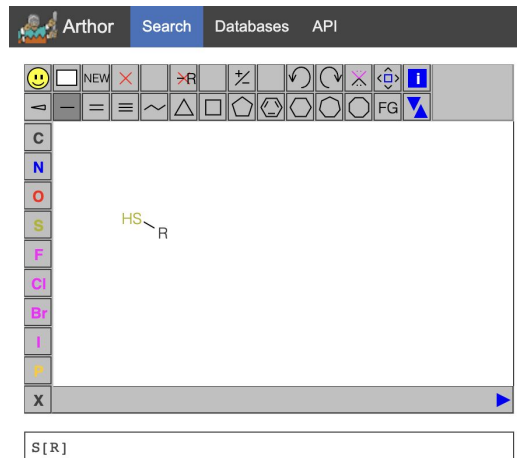 Arthor Search Databases API
NEW R +/- i
FG
C
N
O
S
F
Cl
Br
I
P
X
HS
R
S[R]